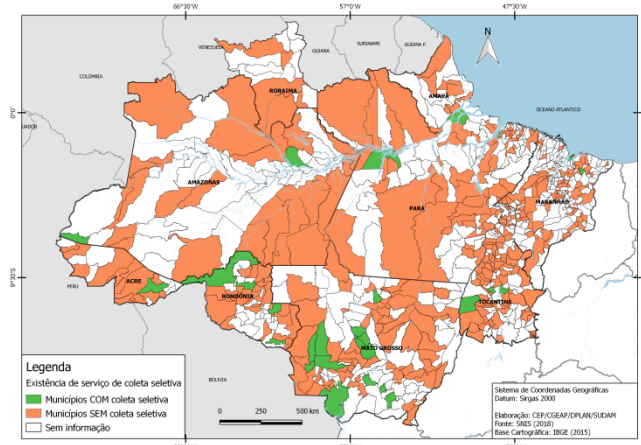 66°30'W 57°0'W 47°30'W
N
VENEZUELA
GUIANA
SURINAME
GUIANA F.
COLOMBIA
RORAIMA
AMAPÁ
OCEANO ATLANTICO
0°0'
AMAZONAS
PARÁ
MARANHÃO
9°30'S
PERU
ACRE
RONDÔNIA
TOCANTINS
MATO GROSSO
BOLIVIA
Legenda
Existência de serviço de coleta seletiva
Municípios COM coleta seletiva
Municípios SEM coleta seletiva
Sem informação
0 250 500 km
Sistema de Coordenadas Geográficas
Datum: Sirgas 2000
Elaboração: CEP/CGEAP/DPLAN/SUDAM
Fonte: SNIS (2018)
Base Cartográfica: IBGE (2015)